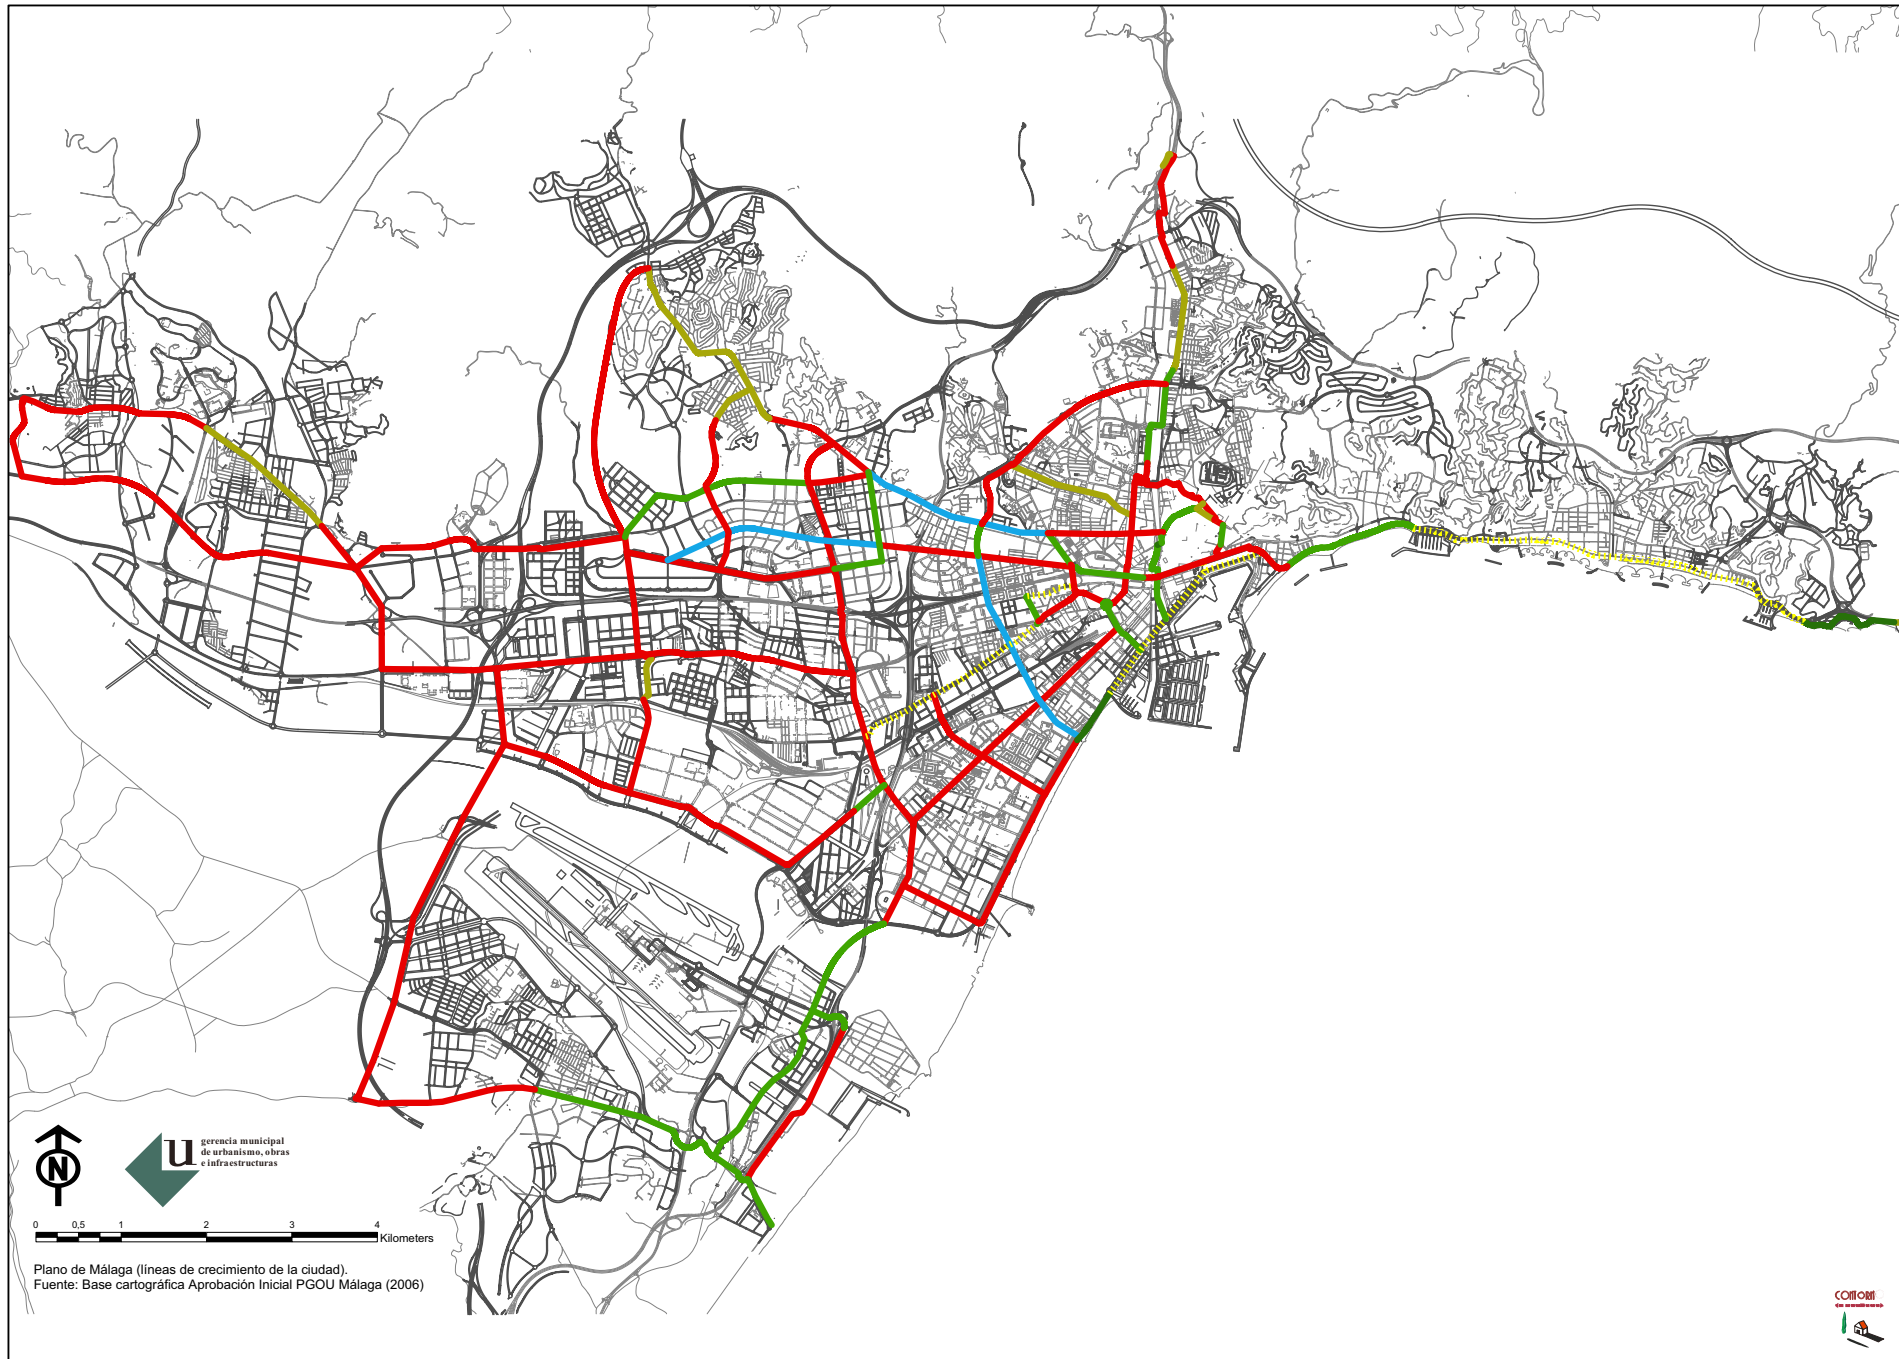 N
u
gerencia municipal
de urbanismo, obras
e infraestructuras
0 0,5 1 2 3 4
Kilometers
Plano de Málaga (líneas de crecimiento de la ciudad).
Fuente: Base cartográfica Aprobación Inicial PGOU Málaga (2006)